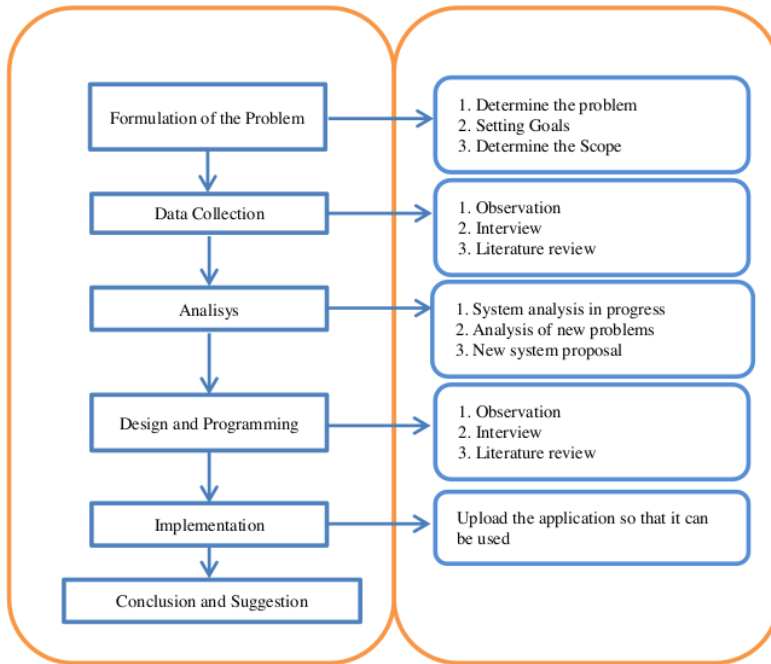 Formulation of the Problem
1. Determine the problem
2. Setting Goals
3. Determine the Scope
Data Collection
1. Observation
2. Interview
3. Literature review
Analisys
1. System analysis in progress
2. Analysis of new problems
3. New system proposal
Design and Programming
1. Observation
2. Interview
3. Literature review
Implementation
Upload the application so that it can
be used
Conclusion and Suggestion